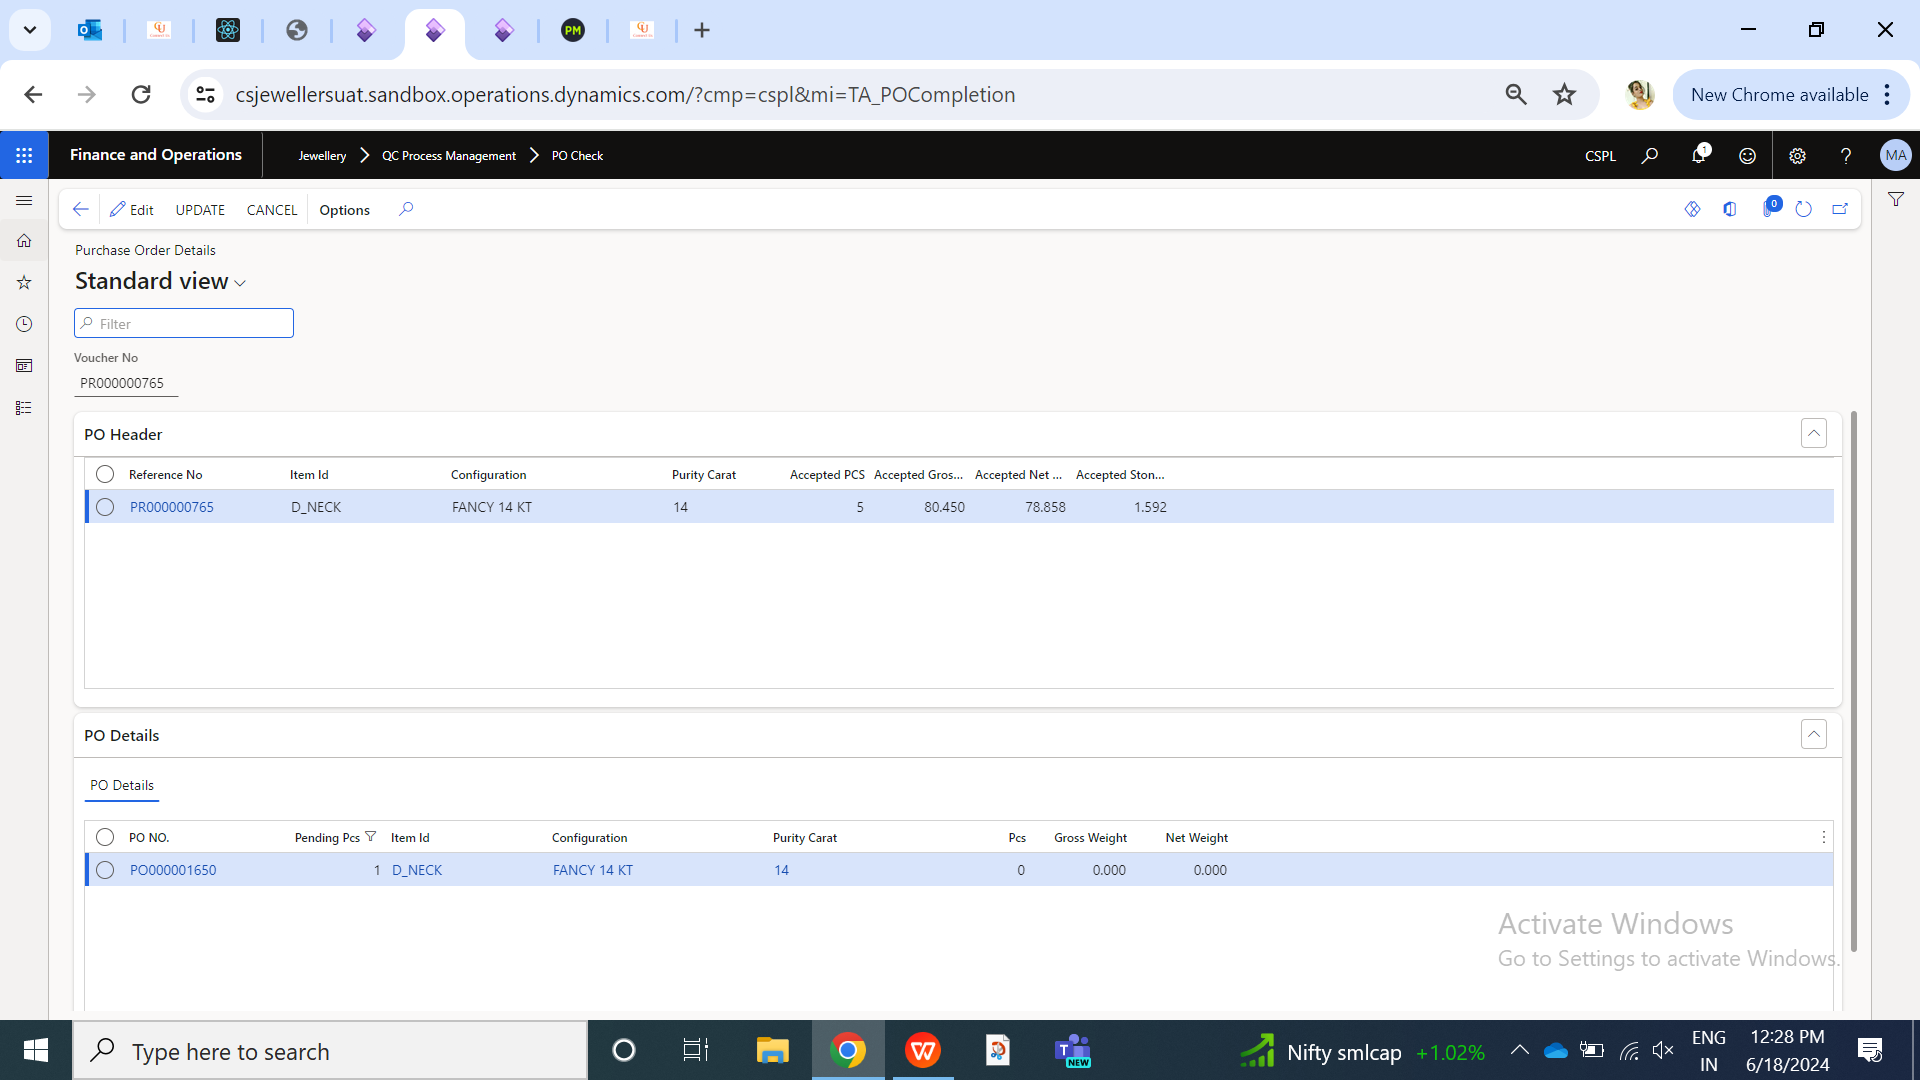 PM
csjewellersuat.sandbox.operations.dynamics.com/?cmp=cspl&mi=TA_POCompletion
New Chrome available
Finance and Operations
Jewellery
QC Process Management
PO Check
CSPL
1
?
MA
Edit
UPDATE
CANCEL
Options
0
Purchase Order Details
Standard view
Filter
Voucher No
PR000000765
PO Header
Reference No Item Id Configuration Purity Carat Accepted PCS Accepted Gros... Accepted Net ... Accepted Ston...
PR000000765 D_NECK FANCY 14 KT 14 5 80.450 78.858 1.592
PO Details
PO Details
PO NO. Pending Pcs Item Id Configuration Purity Carat Pcs Gross Weight Net Weight
PO000001650 1 D_NECK FANCY 14 KT 14 0 0.000 0.000
Activate Windows
Go to Settings to activate Windows.
Type here to search
NEW
Nifty smlcap +1.02%
ENG
IN
12:28 PM
6/18/2024